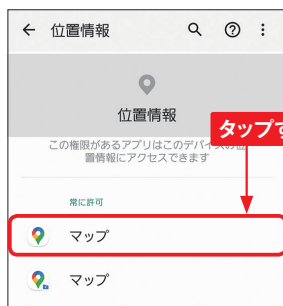 位置情報
位置情報
タップす
この権限があるアプリはこのデバイスの位
置情報にアクセスできます
常に許可
マップ
マップ